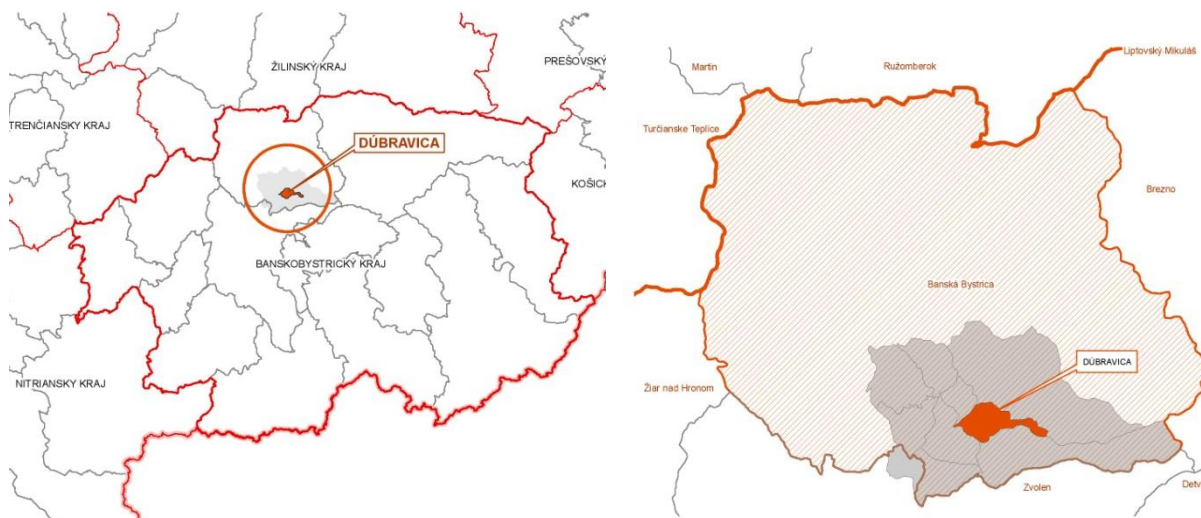 ŽILINSKÝ KRAJ
PREŠOVSKÝ
TRENČIANSKY KRAJ
DÚBRAVICA
KOŠIC
BANSKOBYSTRICKÝ KRAJ
NITRIANSKY KRAJ
Liptovský Mikuláš
Martin
Ružomberok
Turčianske Teplice
Brezno
Banská Bystrica
DÚBRAVICA
Žiar nad Hronom
Zvolen
Detv